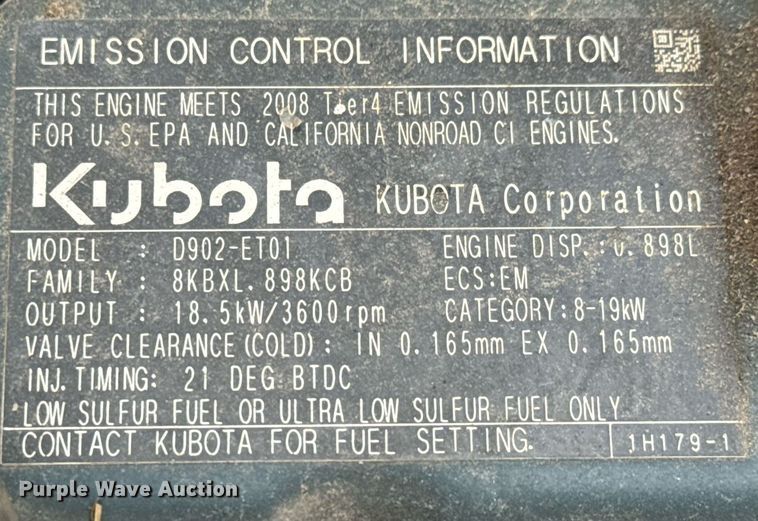 EMISSION CONTROL INFORMATION
THIS ENGINE MEETS 2008 Tier4 EMISSION REGULATIONS
FOR U.S. EPA AND CALIFORNIA NONROAD CI ENGINES.
Kubota KUBOTA Corporation
MODEL : D902-ET01 ENGINE DISP.:0.898L
FAMILY : 8KBXL.898KCB ECS:EM
OUTPUT : 18.5kW/3600rpm CATEGORY:8-19kW
VALVE CLEARANCE(COLD): IN 0.165mm EX 0.165mm
INJ.TIMING: 21 DEG BTDC
LOW SULFUR FUEL OR ULTRA LOW SULFUR FUEL ONLY
CONTACT KUBOTA FOR FUEL SETTING. 1H179-1
Purple Wave Auction